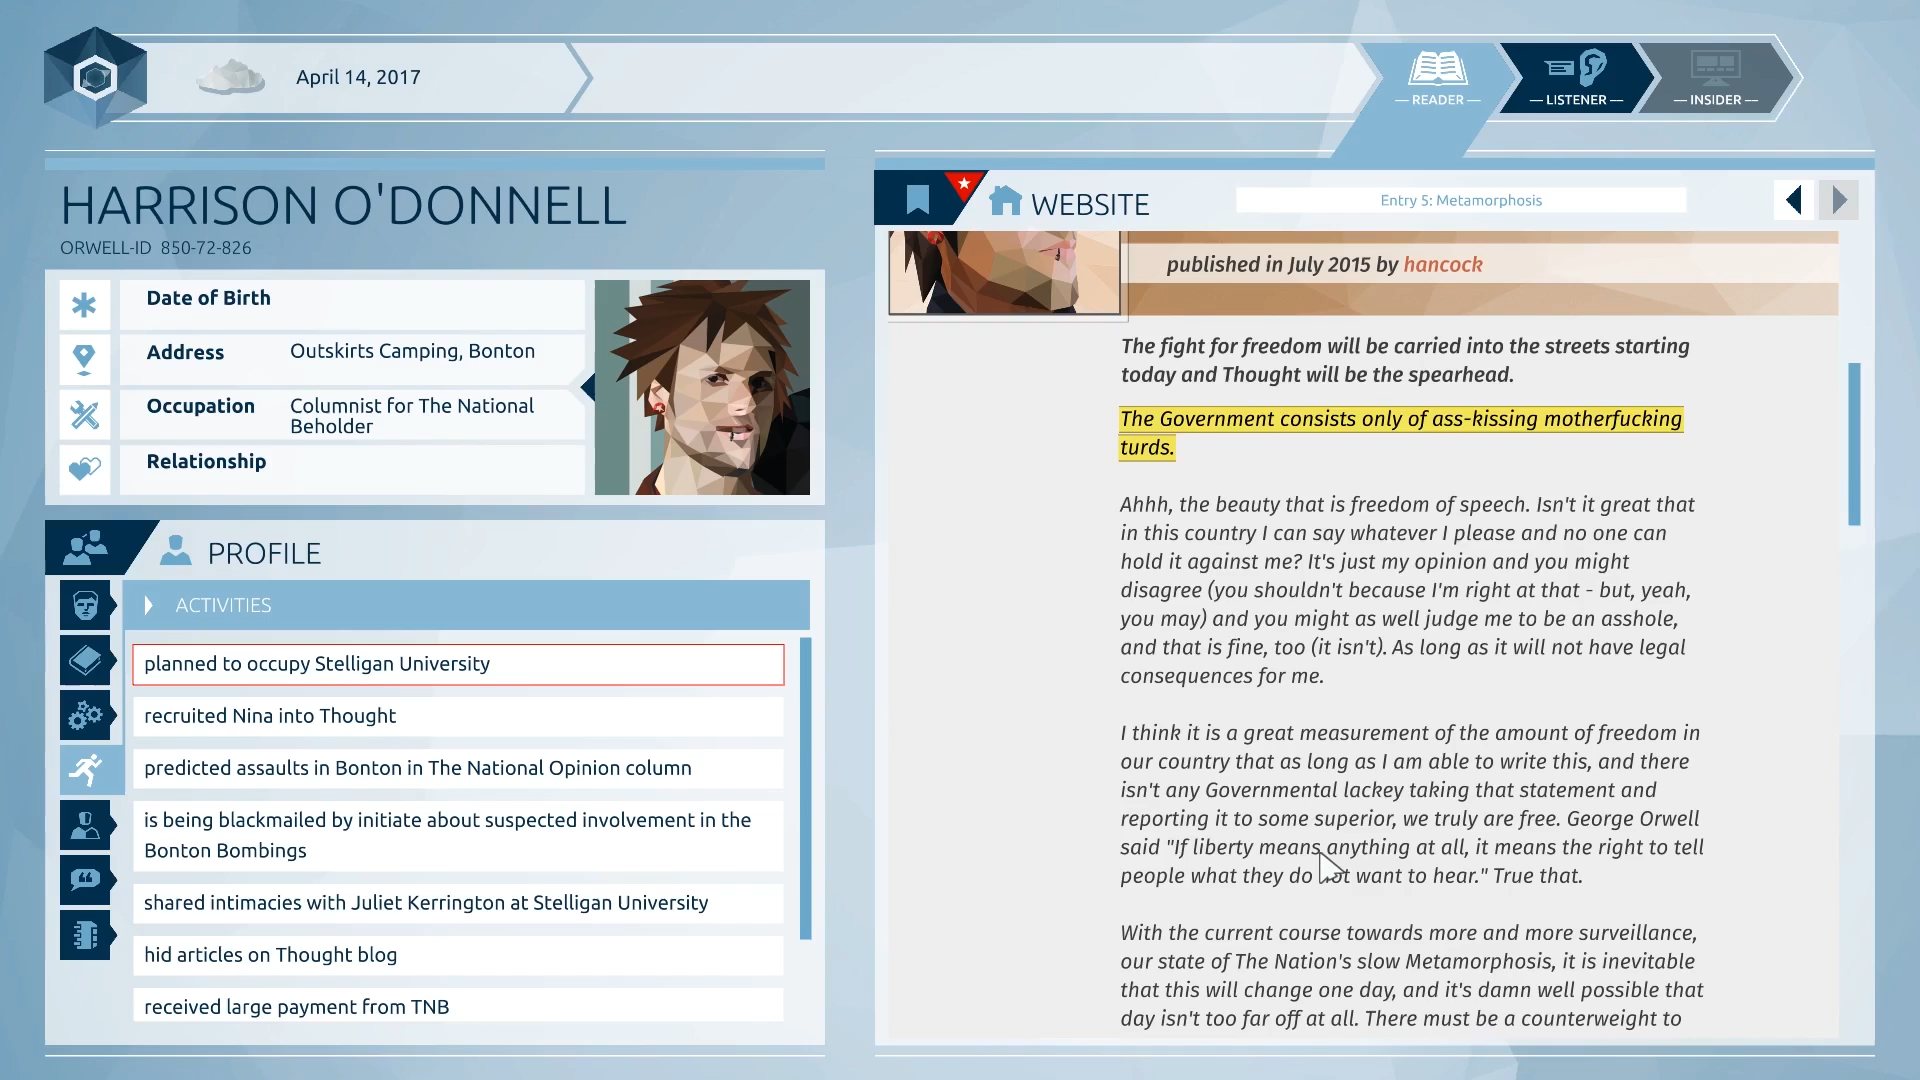 April 14, 2017
— READER —
— LISTENER —
— INSIDER —
HARRISON O'DONNELL
ORWELL-ID 850-72-826
Date of Birth
Address Outskirts Camping, Bonton
Occupation Columnist for The National
Beholder
Relationship
PROFILE
ACTIVITIES
planned to occupy Stelligan University
recruited Nina into Thought
predicted assaults in Bonton in The National Opinion column
is being blackmailed by initiate about suspected involvement in the
Bonton Bombings
shared intimacies with Juliet Kerrington at Stelligan University
hid articles on Thought blog
received large payment from TNB
WEBSITE
Entry 5: Metamorphosis
published in July 2015 by hancock
The fight for freedom will be carried into the streets starting
today and Thought will be the spearhead.
The Government consists only of ass-kissing motherfucking
turds.
Ahhh, the beauty that is freedom of speech. Isn't it great that
in this country I can say whatever I please and no one can
hold it against me? It's just my opinion and you might
disagree (you shouldn't because I'm right at that - but, yeah,
you may) and you might as well judge me to be an asshole,
and that is fine, too (it isn't). As long as it will not have legal
consequences for me.
I think it is a great measurement of the amount of freedom in
our country that as long as I am able to write this, and there
isn't any Governmental lackey taking that statement and
reporting it to some superior, we truly are free. George Orwell
said "If liberty means anything at all, it means the right to tell
people what they do not want to hear." True that.
With the current course towards more and more surveillance,
our state of The Nation's slow Metamorphosis, it is inevitable
that this will change one day, and it's damn well possible that
day isn't too far off at all. There must be a counterweight to